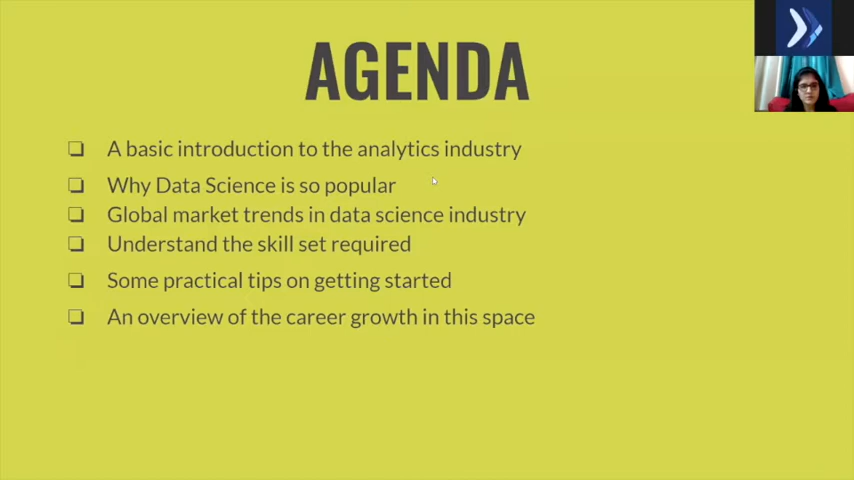 AGENDA
A basic introduction to the analytics industry
Why Data Science is so popular
Global market trends in data science industry
Understand the skill set required
Some practical tips on getting started
An overview of the career growth in this space